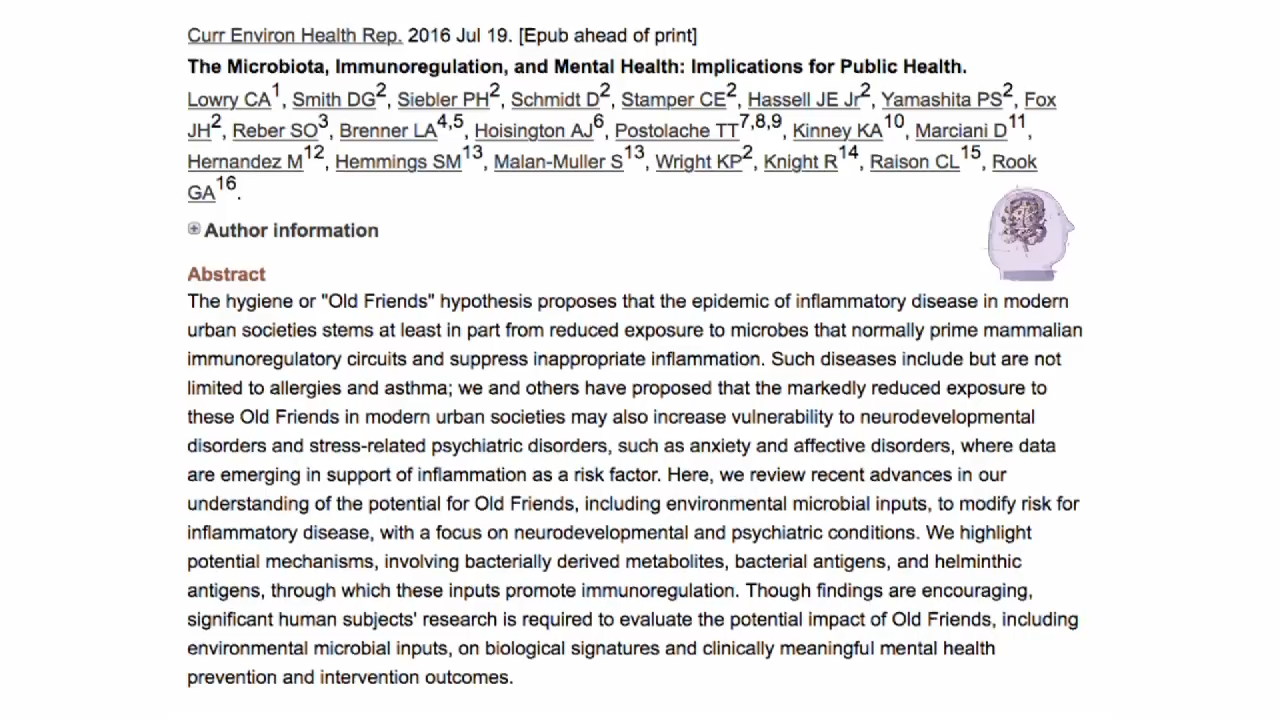 Curr Environ Health Rep. 2016 Jul 19. [Epub ahead of print]
The Microbiota, Immunoregulation, and Mental Health: Implications for Public Health.
Lowry CA1, Smith DG2, Siebler PH2, Schmidt D2, Stamper CE2, Hassell JE Jr2, Yamashita PS2, Fox
JH2, Reber SO3, Brenner LA4,5, Hoisington AJ6, Postolache TT7,8,9, Kinney KA10, Marciani D11,
Hernandez M12, Hemmings SM13, Malan-Muller S13, Wright KP2, Knight R14, Raison CL15, Rook
GA16.
Author information
Abstract
The hygiene or "Old Friends" hypothesis proposes that the epidemic of inflammatory disease in modern
urban societies stems at least in part from reduced exposure to microbes that normally prime mammalian
immunoregulatory circuits and suppress inappropriate inflammation. Such diseases include but are not
limited to allergies and asthma; we and others have proposed that the markedly reduced exposure to
these Old Friends in modern urban societies may also increase vulnerability to neurodevelopmental
disorders and stress-related psychiatric disorders, such as anxiety and affective disorders, where data
are emerging in support of inflammation as a risk factor. Here, we review recent advances in our
understanding of the potential for Old Friends, including environmental microbial inputs, to modify risk for
inflammatory disease, with a focus on neurodevelopmental and psychiatric conditions. We highlight
potential mechanisms, involving bacterially derived metabolites, bacterial antigens, and helminthic
antigens, through which these inputs promote immunoregulation. Though findings are encouraging,
significant human subjects' research is required to evaluate the potential impact of Old Friends, including
environmental microbial inputs, on biological signatures and clinically meaningful mental health
prevention and intervention outcomes.